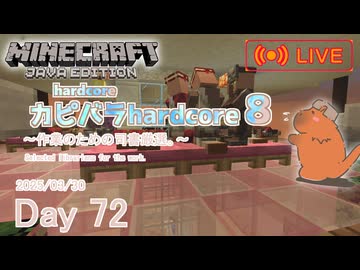 MINECRAFT
JAVA EDITION
LIVE
hardcore
カピバラhardcore 8
～作業のための司書厳選。～
Selected librarians for the work.
2025/09/30
Day 72